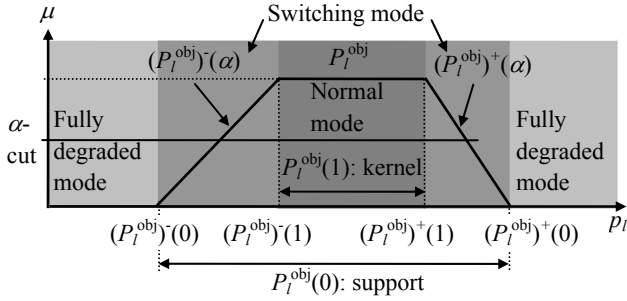 μ
Switching mode
(P_l^obj)^-(α)
P_l^obj
(P_l^obj)^+(α)
α-cut
Fully degraded mode
Normal mode
Fully degraded mode
P_l^obj(1): kernel
(P_l^obj)^-(0)
(P_l^obj)^-(1)
(P_l^obj)^+(1)
(P_l^obj)^+(0)
p_l
P_l^obj(0): support